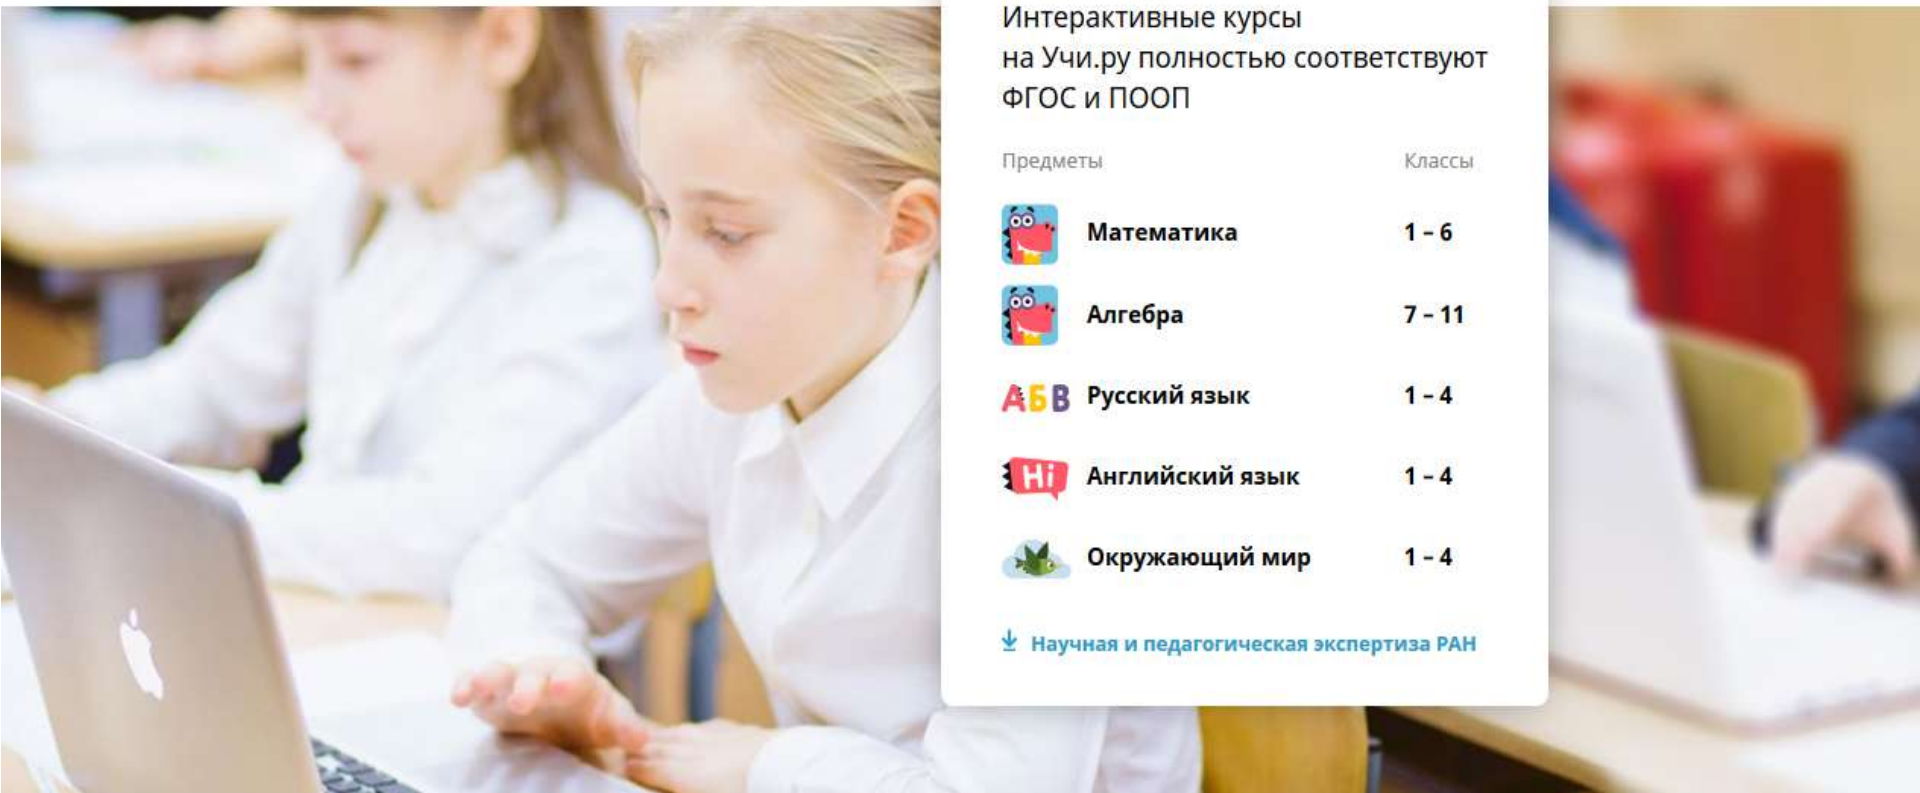 Интерактивные курсы
на Учи.ру полностью соответствуют
ФГОС и ПООП
Предметы Классы
Математика 1 – 6
Алгебра 7 – 11
АБВ Русский язык 1 – 4
Hi Английский язык 1 – 4
Окружающий мир 1 – 4
Научная и педагогическая экспертиза РАН